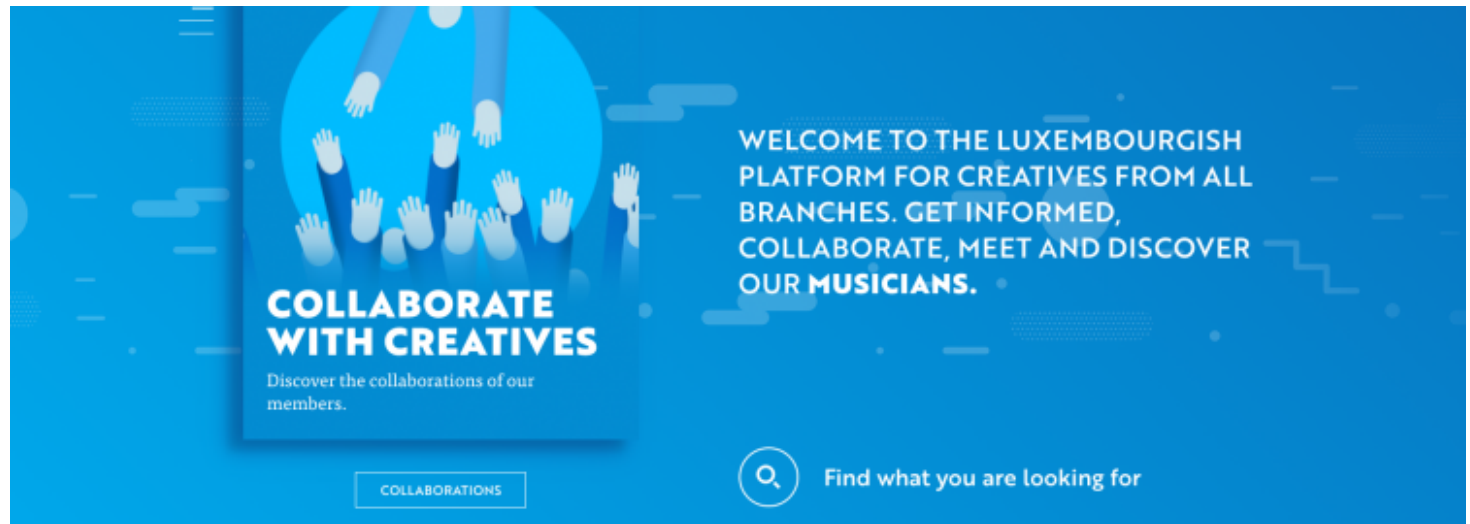 COLLABORATE
WITH CREATIVES
Discover the collaborations of our
members.
COLLABORATIONS
WELCOME TO THE LUXEMBOURGISH
PLATFORM FOR CREATIVES FROM ALL
BRANCHES. GET INFORMED,
COLLABORATE, MEET AND DISCOVER
OUR MUSICIANS.
Find what you are looking for